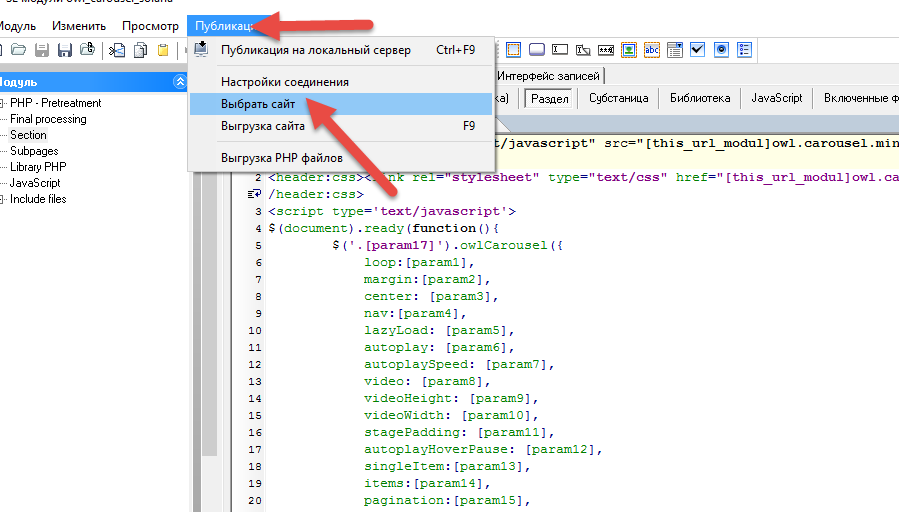 SE модули owl_carousel_solana
Модуль Изменить Просмотр Публикац
Публикация на локальный сервер Ctrl+F9
Настройки соединения
Выбрать сайт
Выгрузка сайта F9
Выгрузка PHP файлов
Интерфейс записей
Раздел Субстаница Библиотека JavaScript Включенные ф
одуль
PHP - Pretreatment
Final processing
Section
Subpages
Library PHP
JavaScript
Include files
t/javascript" src="[this_url_modul]owl.carousel.min
2 <header:css><link rel="stylesheet" type="text/css" href="[this_url_modul]owl.ca
/header:css>
3 <script type='text/javascript'>
4 $(document).ready(function(){
5 $('.[param17]').owlCarousel({
6 loop:[param1],
7 margin:[param2],
8 center: [param3],
9 nav:[param4],
10 lazyLoad: [param5],
11 autoplay: [param6],
12 autoplaySpeed: [param7],
13 video: [param8],
14 videoHeight: [param9],
15 videoWidth: [param10],
16 stagePadding: [param11],
17 autoplayHoverPause: [param12],
18 singleItem:[param13],
19 items:[param14],
20 pagination:[param15],